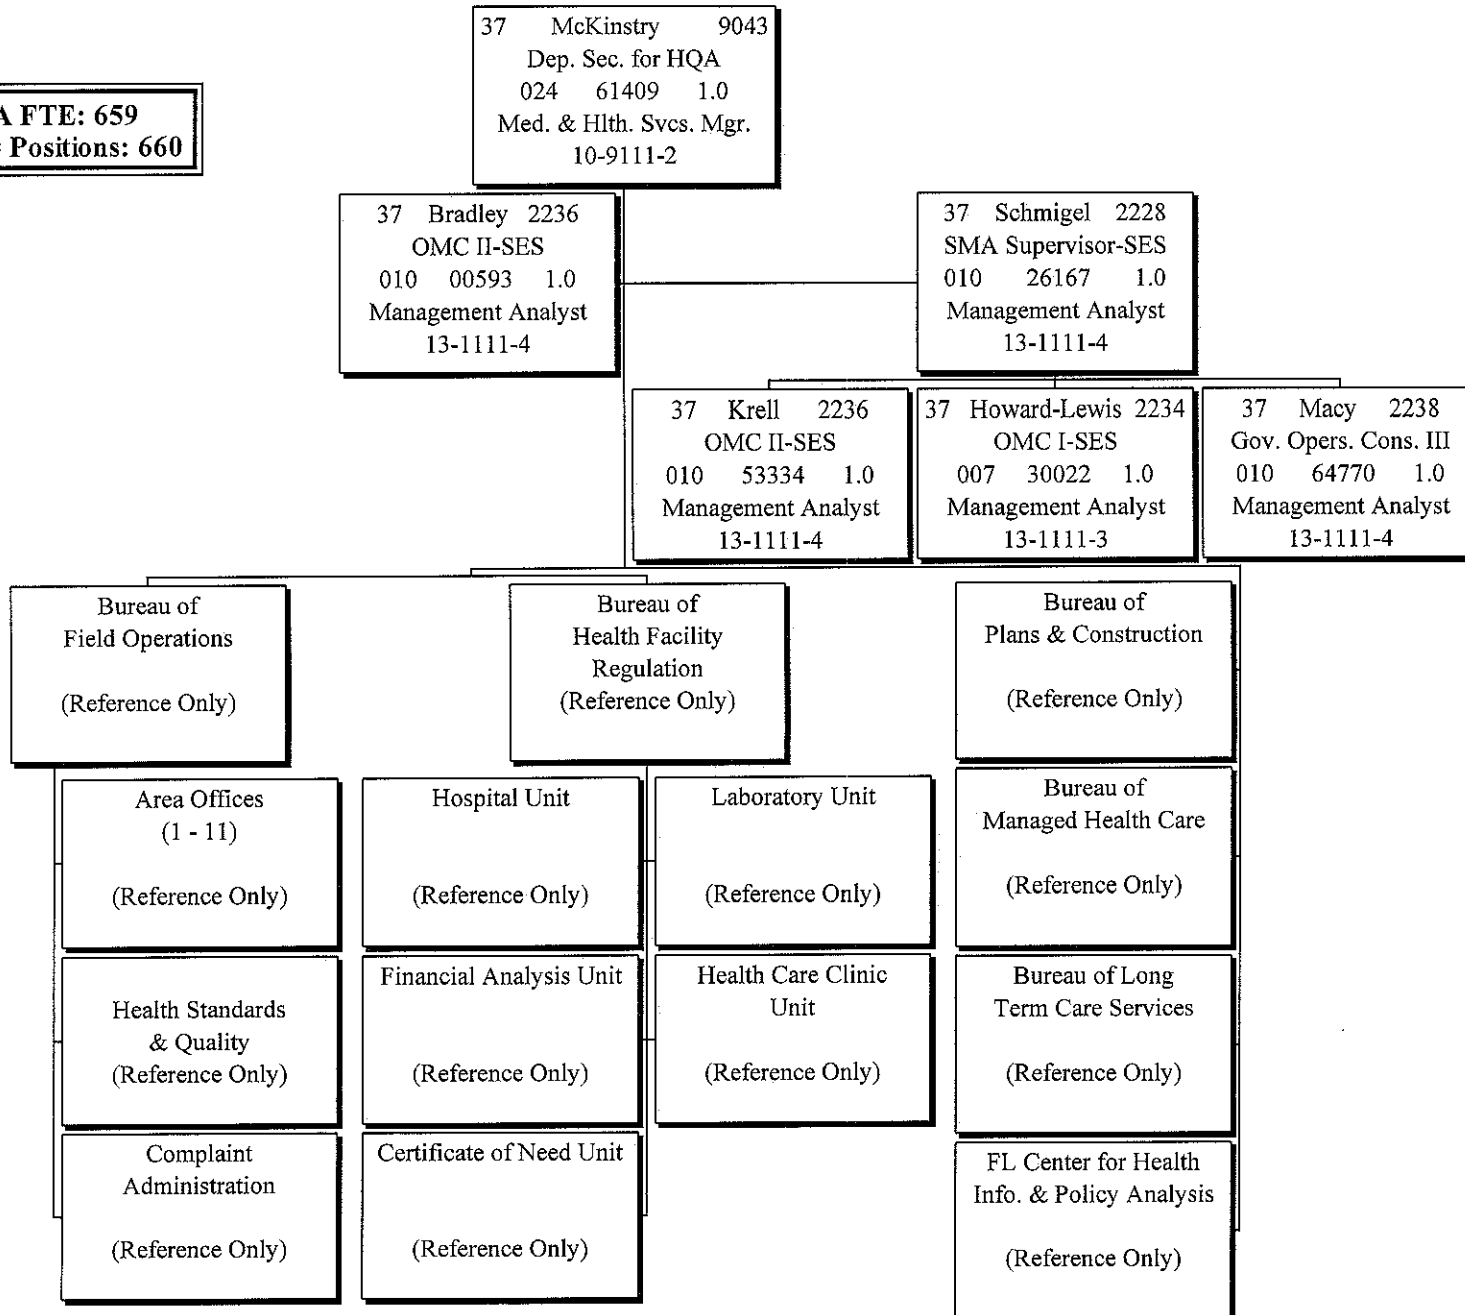 37 McKinstry 9043
Dep. Sec. for HQA
024 61409 1.0
Med. & Hlth. Svcs. Mgr.
10-9111-2
A FTE: 659
Positions: 660
37 Bradley 2236
OMC II-SES
010 00593 1.0
Management Analyst
13-1111-4
37 Schmigel 2228
SMA Supervisor-SES
010 26167 1.0
Management Analyst
13-1111-4
37 Krell 2236
OMC II-SES
010 53334 1.0
Management Analyst
13-1111-4
37 Howard-Lewis 2234
OMC I-SES
007 30022 1.0
Management Analyst
13-1111-3
37 Macy 2238
Gov. Opers. Cons. III
010 64770 1.0
Management Analyst
13-1111-4
Bureau of
Field Operations
(Reference Only)
Bureau of
Health Facility
Regulation
(Reference Only)
Bureau of
Plans & Construction
(Reference Only)
Area Offices
(1 - 11)
(Reference Only)
Hospital Unit
(Reference Only)
Laboratory Unit
(Reference Only)
Bureau of
Managed Health Care
(Reference Only)
Health Standards
& Quality
(Reference Only)
Financial Analysis Unit
(Reference Only)
Health Care Clinic
Unit
(Reference Only)
Bureau of Long
Term Care Services
(Reference Only)
Complaint
Administration
(Reference Only)
Certificate of Need Unit
(Reference Only)
FL Center for Health
Info. & Policy Analysis
(Reference Only)